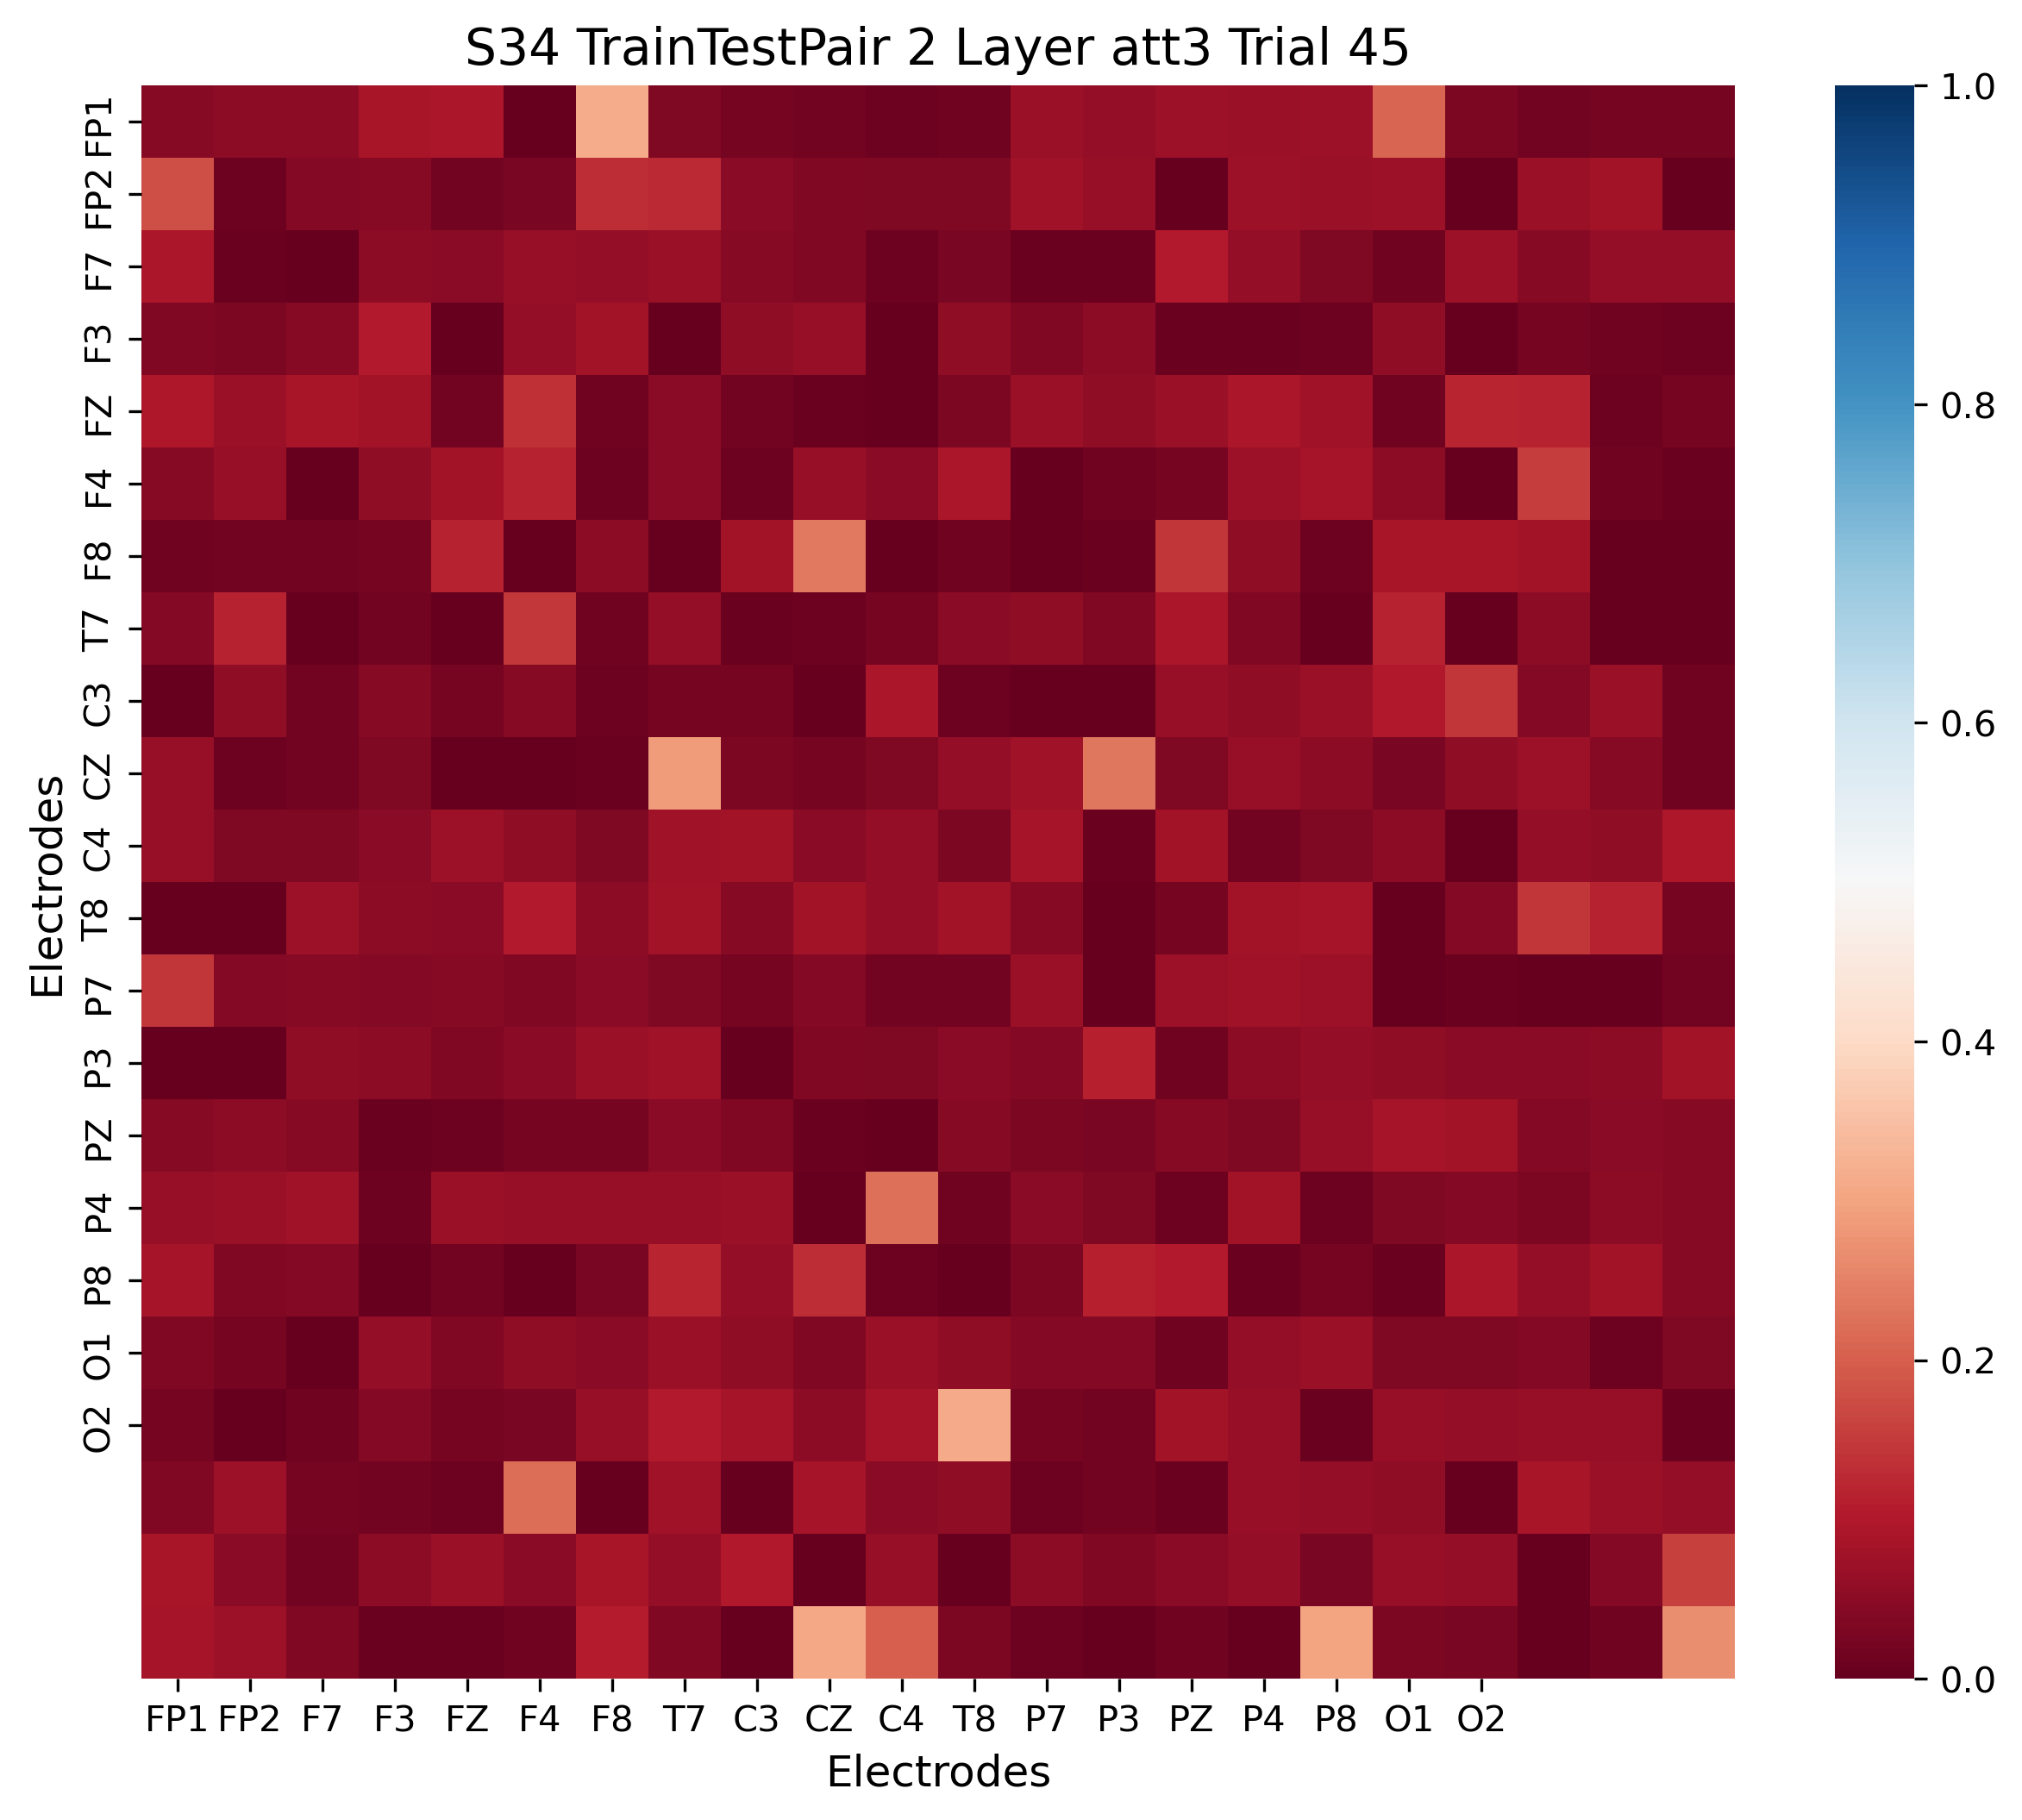 S34 TrainTestPair 2 Layer att3 Trial 45
Electrodes
FP1
FP2
F7
F3
FZ
F4
F8
T7
C3
CZ
C4
T8
P7
P3
PZ
P4
P8
O1
O2
1.0
0.8
0.6
0.4
0.2
0.0
FP1 FP2 F7 F3 FZ F4 F8 T7 C3 CZ C4 T8 P7 P3 PZ P4 P8 O1 O2
Electrodes